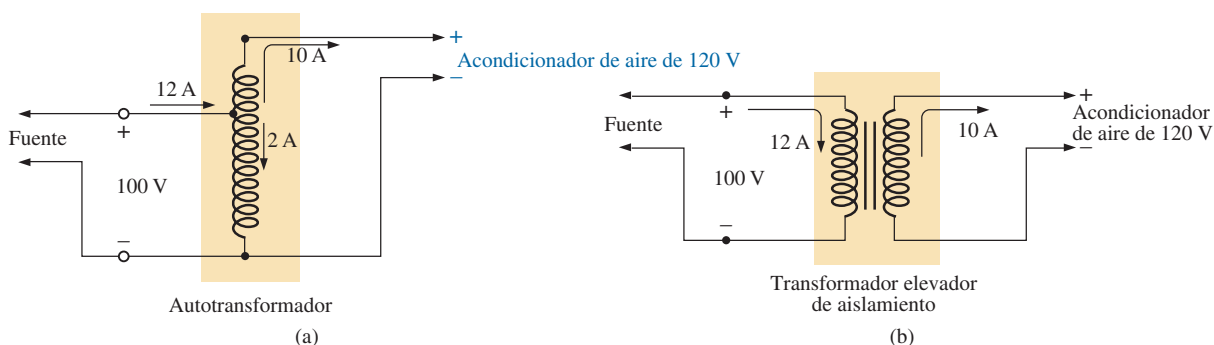 10 A
+
Acondicionador de aire de 120 V
−
12 A
Fuente
+
2 A
100 V
−
Autotransformador
(a)
+
Fuente
12 A
100 V
−
10 A
+
Acondicionador
de aire de 120 V
−
Transformador elevador
de aislamiento
(b)